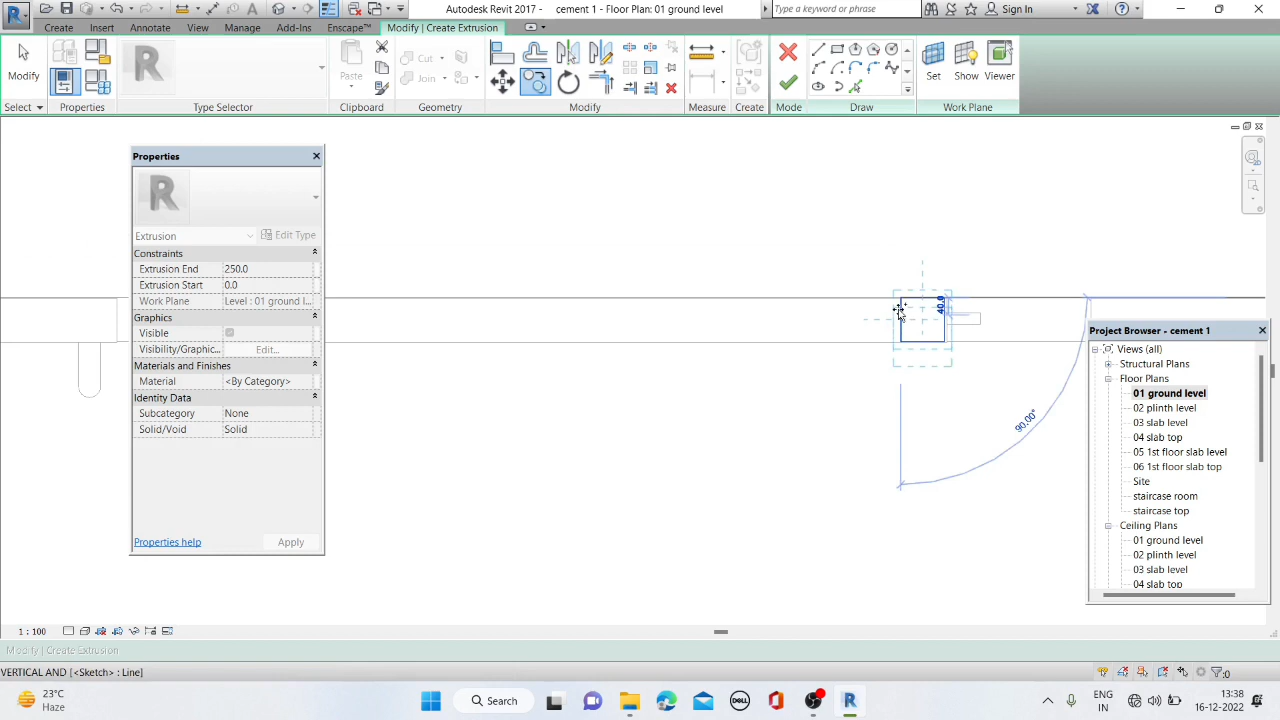 Autodesk Revit 2017 - cement 1 - Floor Plan: 01 ground level
Type a keyword or phrase
Sign In
Create Insert Annotate View Manage Add-Ins Enscape™ Modify | Create Extrusion
Modify
Paste
Cut
Join
Set Show Viewer
Select Properties Type Selector Clipboard Geometry Modify Measure Create Mode Draw Work Plane
Properties
Extrusion
Edit Type
Constraints
Extrusion End 250.0
Extrusion Start 0.0
Work Plane Level : 01 ground l...
Graphics
Visible
Visibility/Graphic... Edit...
Materials and Finishes
Material <By Category>
Identity Data
Subcategory None
Solid/Void Solid
Properties help Apply
40.0
90.00°
Project Browser - cement 1
Views (all)
Structural Plans
Floor Plans
01 ground level
02 plinth level
03 slab level
04 slab top
05 1st floor slab level
06 1st floor slab top
Site
staircase room
staircase top
Ceiling Plans
01 ground level
02 plinth level
03 slab level
04 slab top
1 : 100
Modify | Create Extrusion
VERTICAL AND [<Sketch> : Line]
:0
23°C
Haze
Search
ENG
IN
13:38
16-12-2022